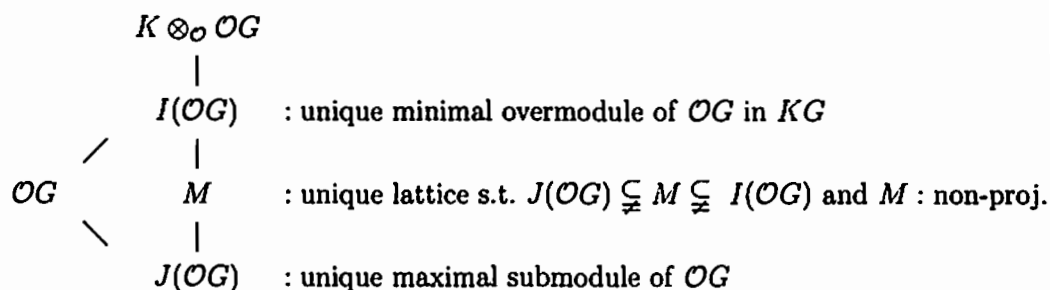 K ⊗_𝒪 𝒪G
I(𝒪G) : unique minimal overmodule of 𝒪G in KG
𝒪G M : unique lattice s.t. J(𝒪G) ⊊ M ⊊ I(𝒪G) and M : non-proj.
J(𝒪G) : unique maximal submodule of 𝒪G